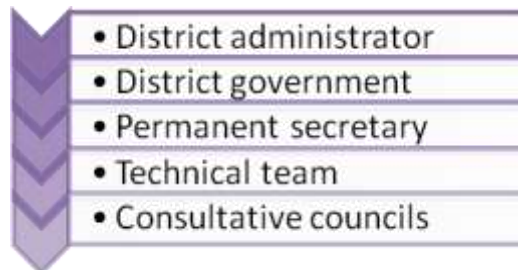 • District administrator
• District government
• Permanent secretary
• Technical team
• Consultative councils